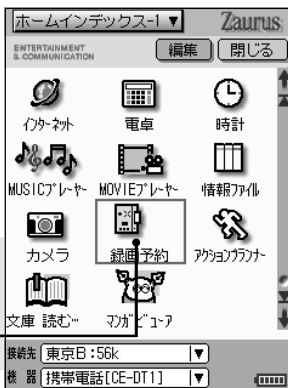 ホームインデックス-1 ▼
Zaurus
ENTERTAINMENT
& COMMUNICATION
編集
閉じる
インターネット
電卓
時計
MUSICプレーヤー
MOVIEプレーヤー
情報ファイル
カメラ
録画予約
アクションプランナー
文庫 読む…
マンガビューア
接続先
東京B:56k
▼
機 器
携帯電話[CE-DT1]
▼